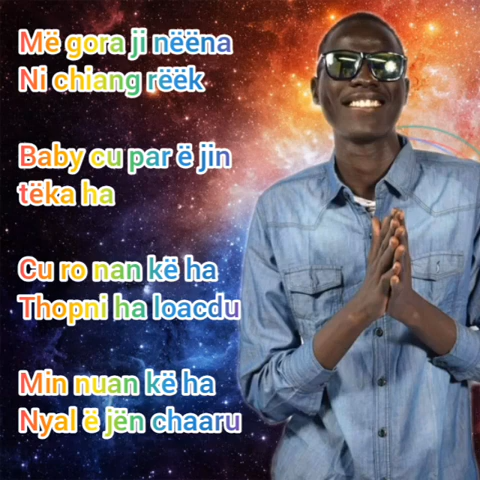 Më gora ji nëëna
Ni chiang rëëk
Baby cu par ë jin
tëka ha
Cu ro nan kë ha
Thopni ha loacdu
Min nuan kë ha
Nyal ë jën chaaru